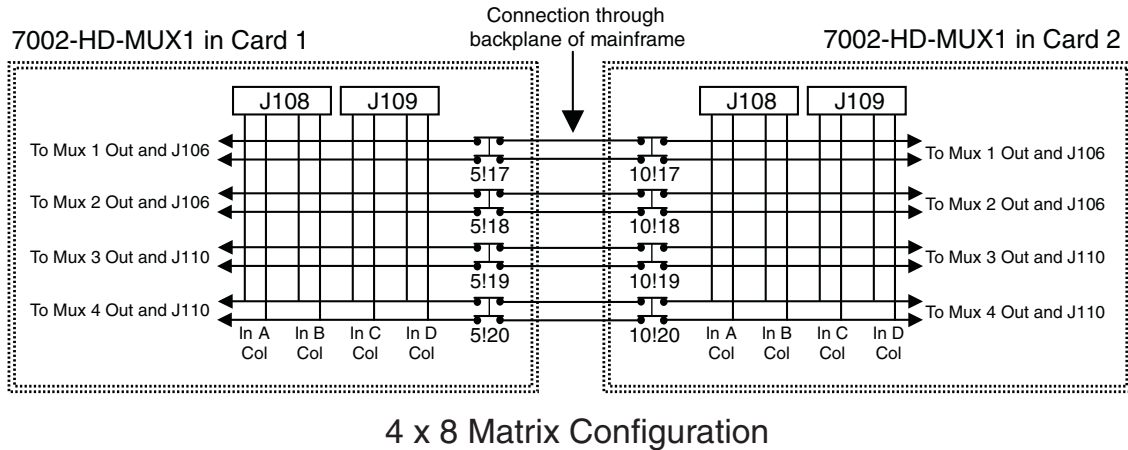 Connection through
backplane of mainframe
7002-HD-MUX1 in Card 1
7002-HD-MUX1 in Card 2
J108
J109
J108
J109
To Mux 1 Out and J106
5!17
10!17
To Mux 1 Out and J106
To Mux 2 Out and J106
5!18
10!18
To Mux 2 Out and J106
To Mux 3 Out and J110
5!19
10!19
To Mux 3 Out and J110
To Mux 4 Out and J110
5!20
10!20
To Mux 4 Out and J110
In A
Col
In B
Col
In C
Col
In D
Col
In A
Col
In B
Col
In C
Col
In D
Col
4 x 8 Matrix Configuration